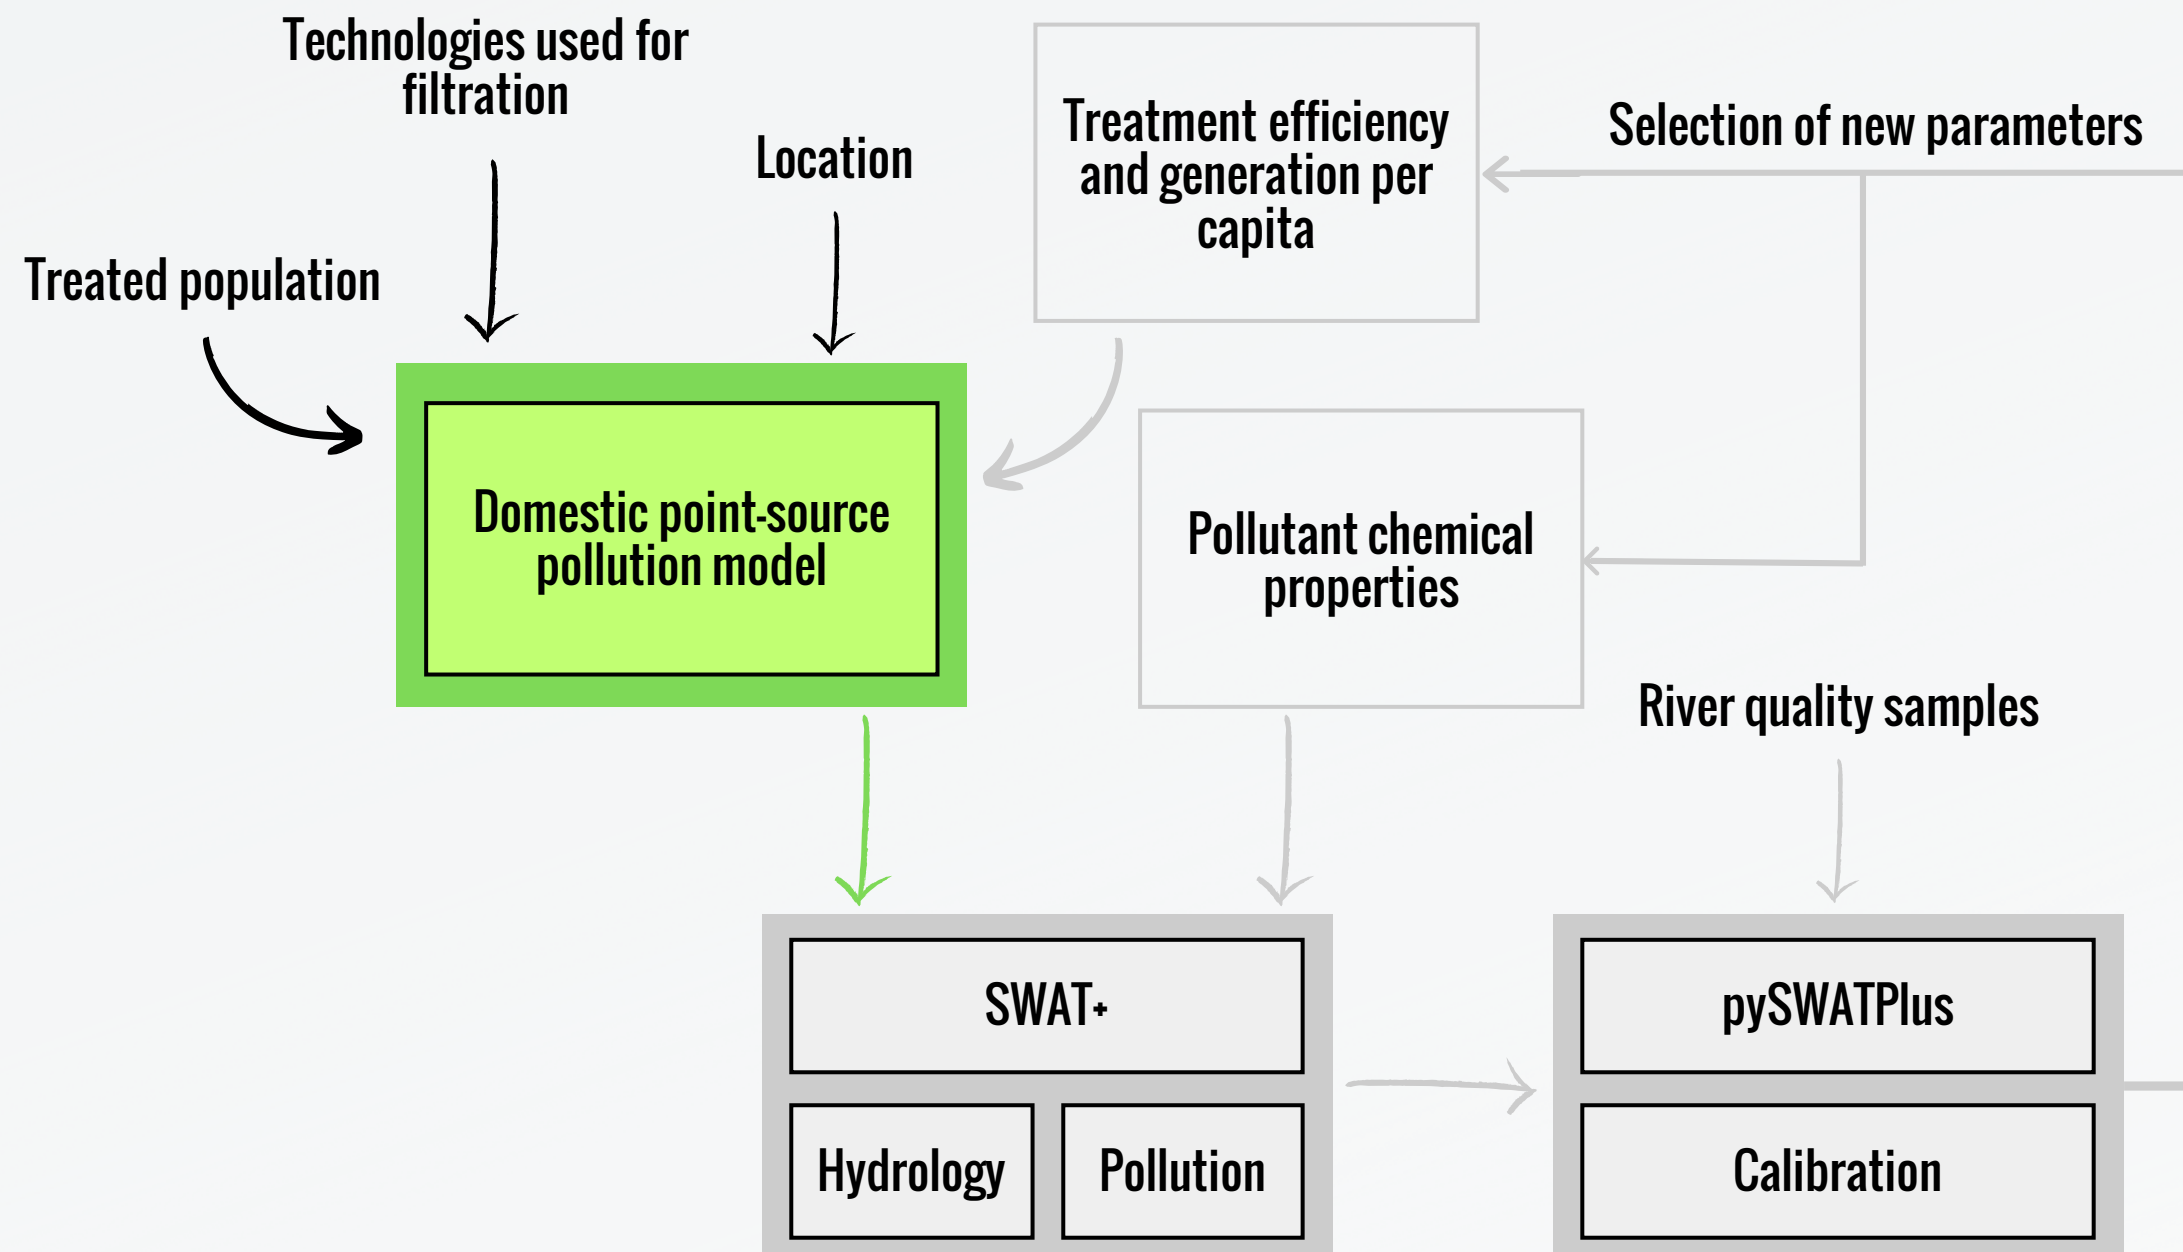 Technologies used for
filtration
Location
Treated population
Treatment efficiency
and generation per
capita
Selection of new parameters
Domestic point-source
pollution model
Pollutant chemical
properties
River quality samples
SWAT+
Hydrology
Pollution
pySWATPlus
Calibration